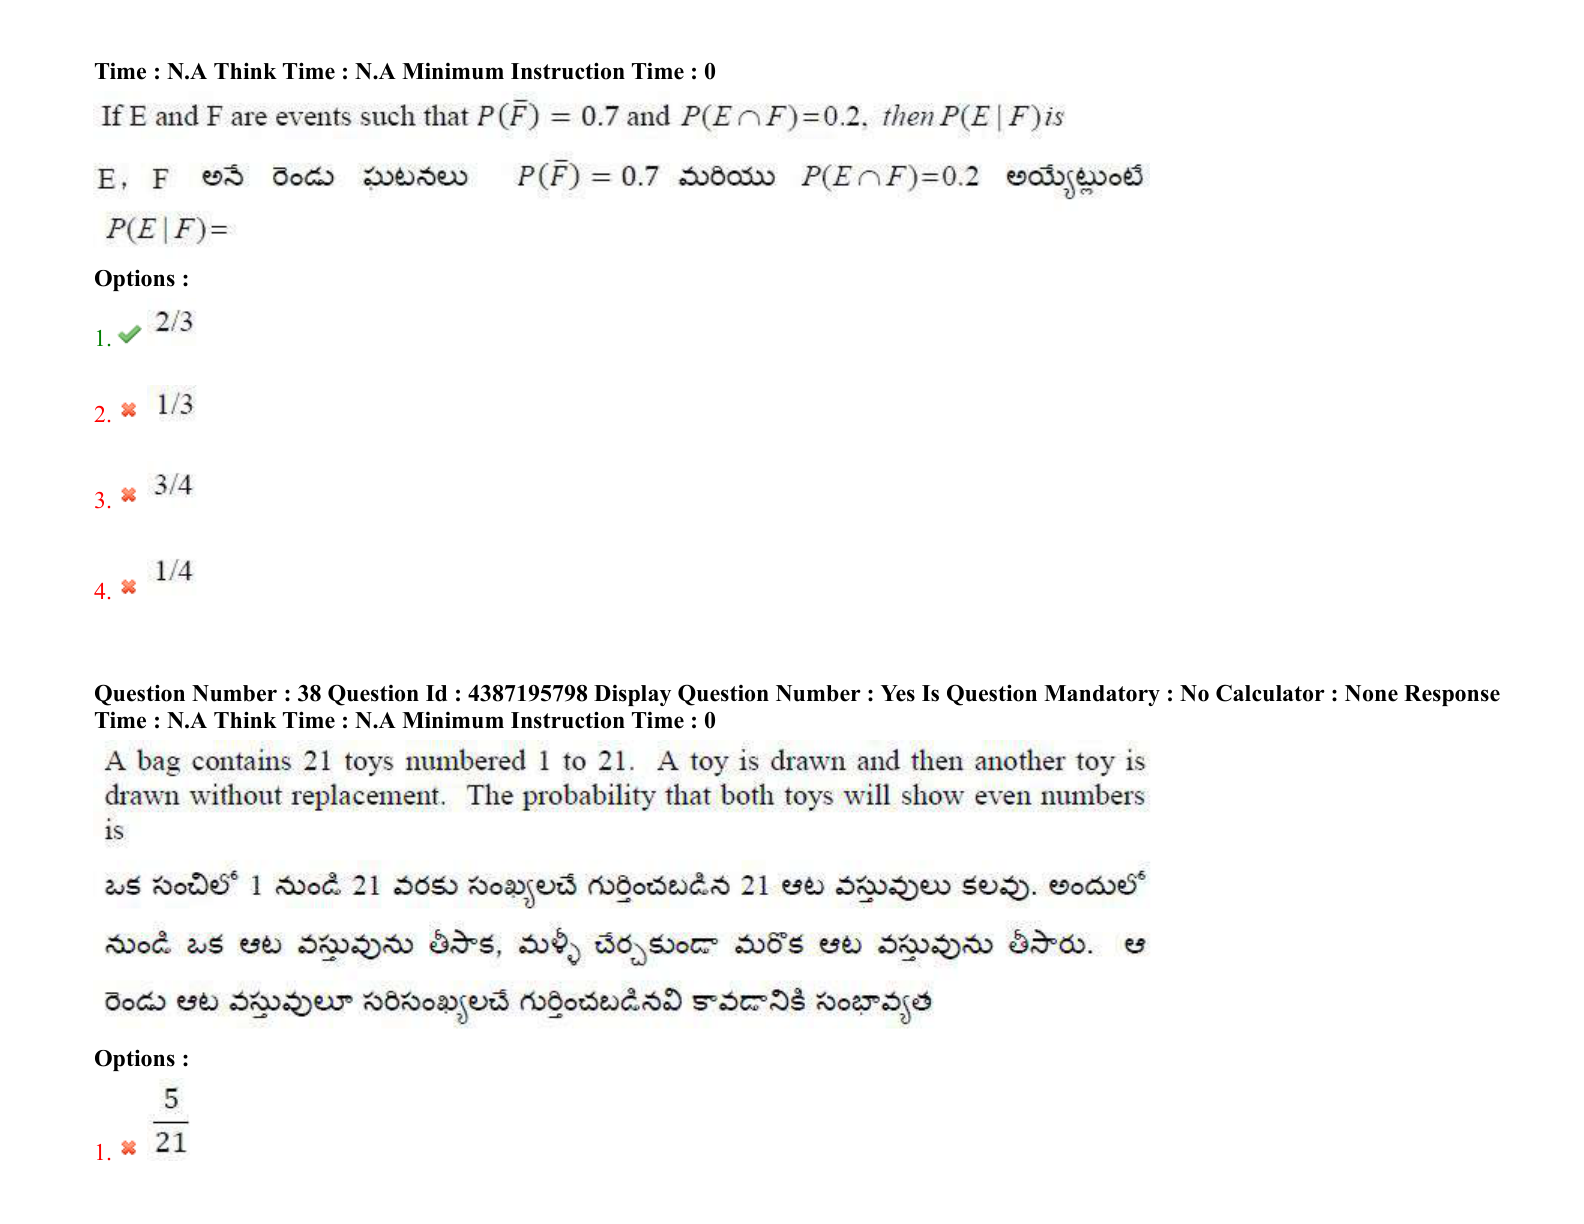 Time : N.A Think Time : N.A Minimum Instruction Time : 0
If E and F are events such that P(F̅) = 0.7 and P(E∩F)=0.2, then P(E|F) is
E, F అనే రెండు ఘటనలు P(F̅) = 0.7 మరియు P(E∩F)=0.2 అయ్యేట్లుంటే
P(E|F)=
Options :
1. 2/3
2. 1/3
3. 3/4
4. 1/4
Question Number : 38 Question Id : 4387195798 Display Question Number : Yes Is Question Mandatory : No Calculator : None Response
Time : N.A Think Time : N.A Minimum Instruction Time : 0
A bag contains 21 toys numbered 1 to 21. A toy is drawn and then another toy is
drawn without replacement. The probability that both toys will show even numbers
is
ఒక సంచిలో 1 నుండి 21 వరకు సంఖ్యలచే గుర్తించబడిన 21 ఆట వస్తువులు కలవు. అందులో
నుండి ఒక ఆట వస్తువును తీసాక, మళ్ళీ చేర్చకుండా మరొక ఆట వస్తువును తీసారు. ఆ
రెండు ఆట వస్తువులూ సరిసంఖ్యలచే గుర్తించబడినవి కావడానికి సంభావ్యత
Options :
1. 5/21